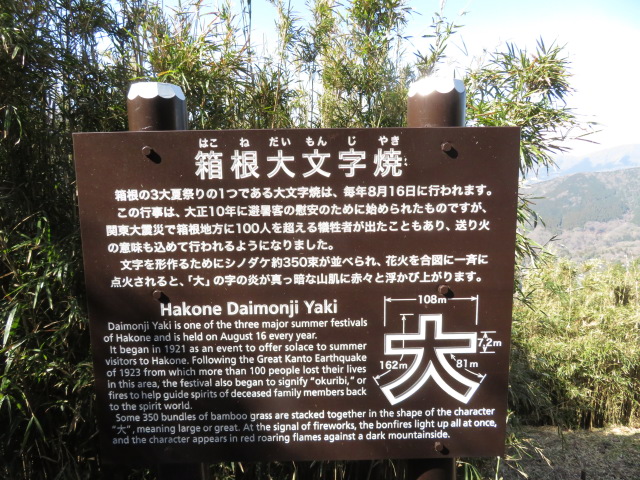 はこ ね だい もん じ やき
箱根大文字焼
箱根の3大夏祭りの1つである大文字焼は、毎年8月16日に行われます。
この行事は、大正10年に避暑客の慰安のために始められたものですが、
関東大震災で箱根地方に100人を超える犠牲者が出たこともあり、送り火
の意味も込めて行われるようになりました。
文字を形作るためにシノダケ約350束が並べられ、花火を合図に一斉に
点火されると、「大」の字の炎が真っ暗な山肌に赤々と浮かび上がります。
Hakone Daimonji Yaki
Daimonji Yaki is one of the three major summer festivals
of Hakone and is held on August 16 every year.
It began in 1921 as an event to offer solace to summer
visitors to Hakone. Following the Great Kanto Earthquake
of 1923 from which more than 100 people lost their lives
in this area, the festival also began to signify "okuribi," or
fires to help guide spirits of deceased family members back
to the spirit world.
Some 350 bundles of bamboo grass are stacked together in the shape of the character
"大", meaning large or great. At the signal of fireworks, the bonfires light up all at once,
and the character appears in red roaring flames against a dark mountainside.
108m
大
7.2m
162m
81m